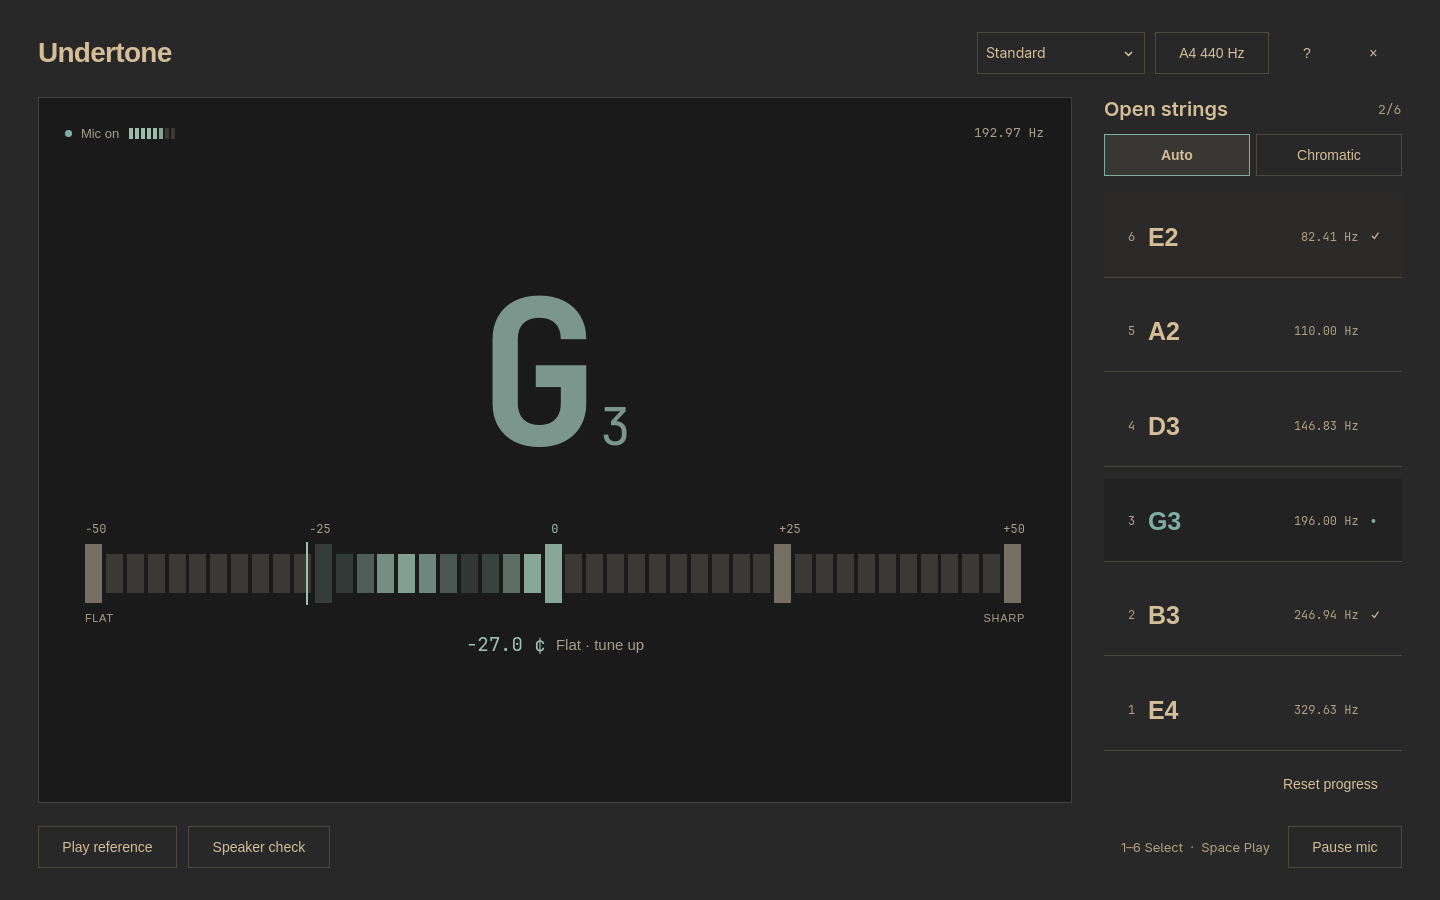 Undertone
Standard
A4 440 Hz
?
×
Mic on
192.97 Hz
G3
-50 -25 0 +25 +50
FLAT SHARP
-27.0 ¢ Flat · tune up
Open strings 2/6
Auto Chromatic
6 E2 82.41 Hz ✓
5 A2 110.00 Hz
4 D3 146.83 Hz
3 G3 196.00 Hz •
2 B3 246.94 Hz ✓
1 E4 329.63 Hz
Reset progress
Play reference Speaker check
1–6 Select · Space Play Pause mic